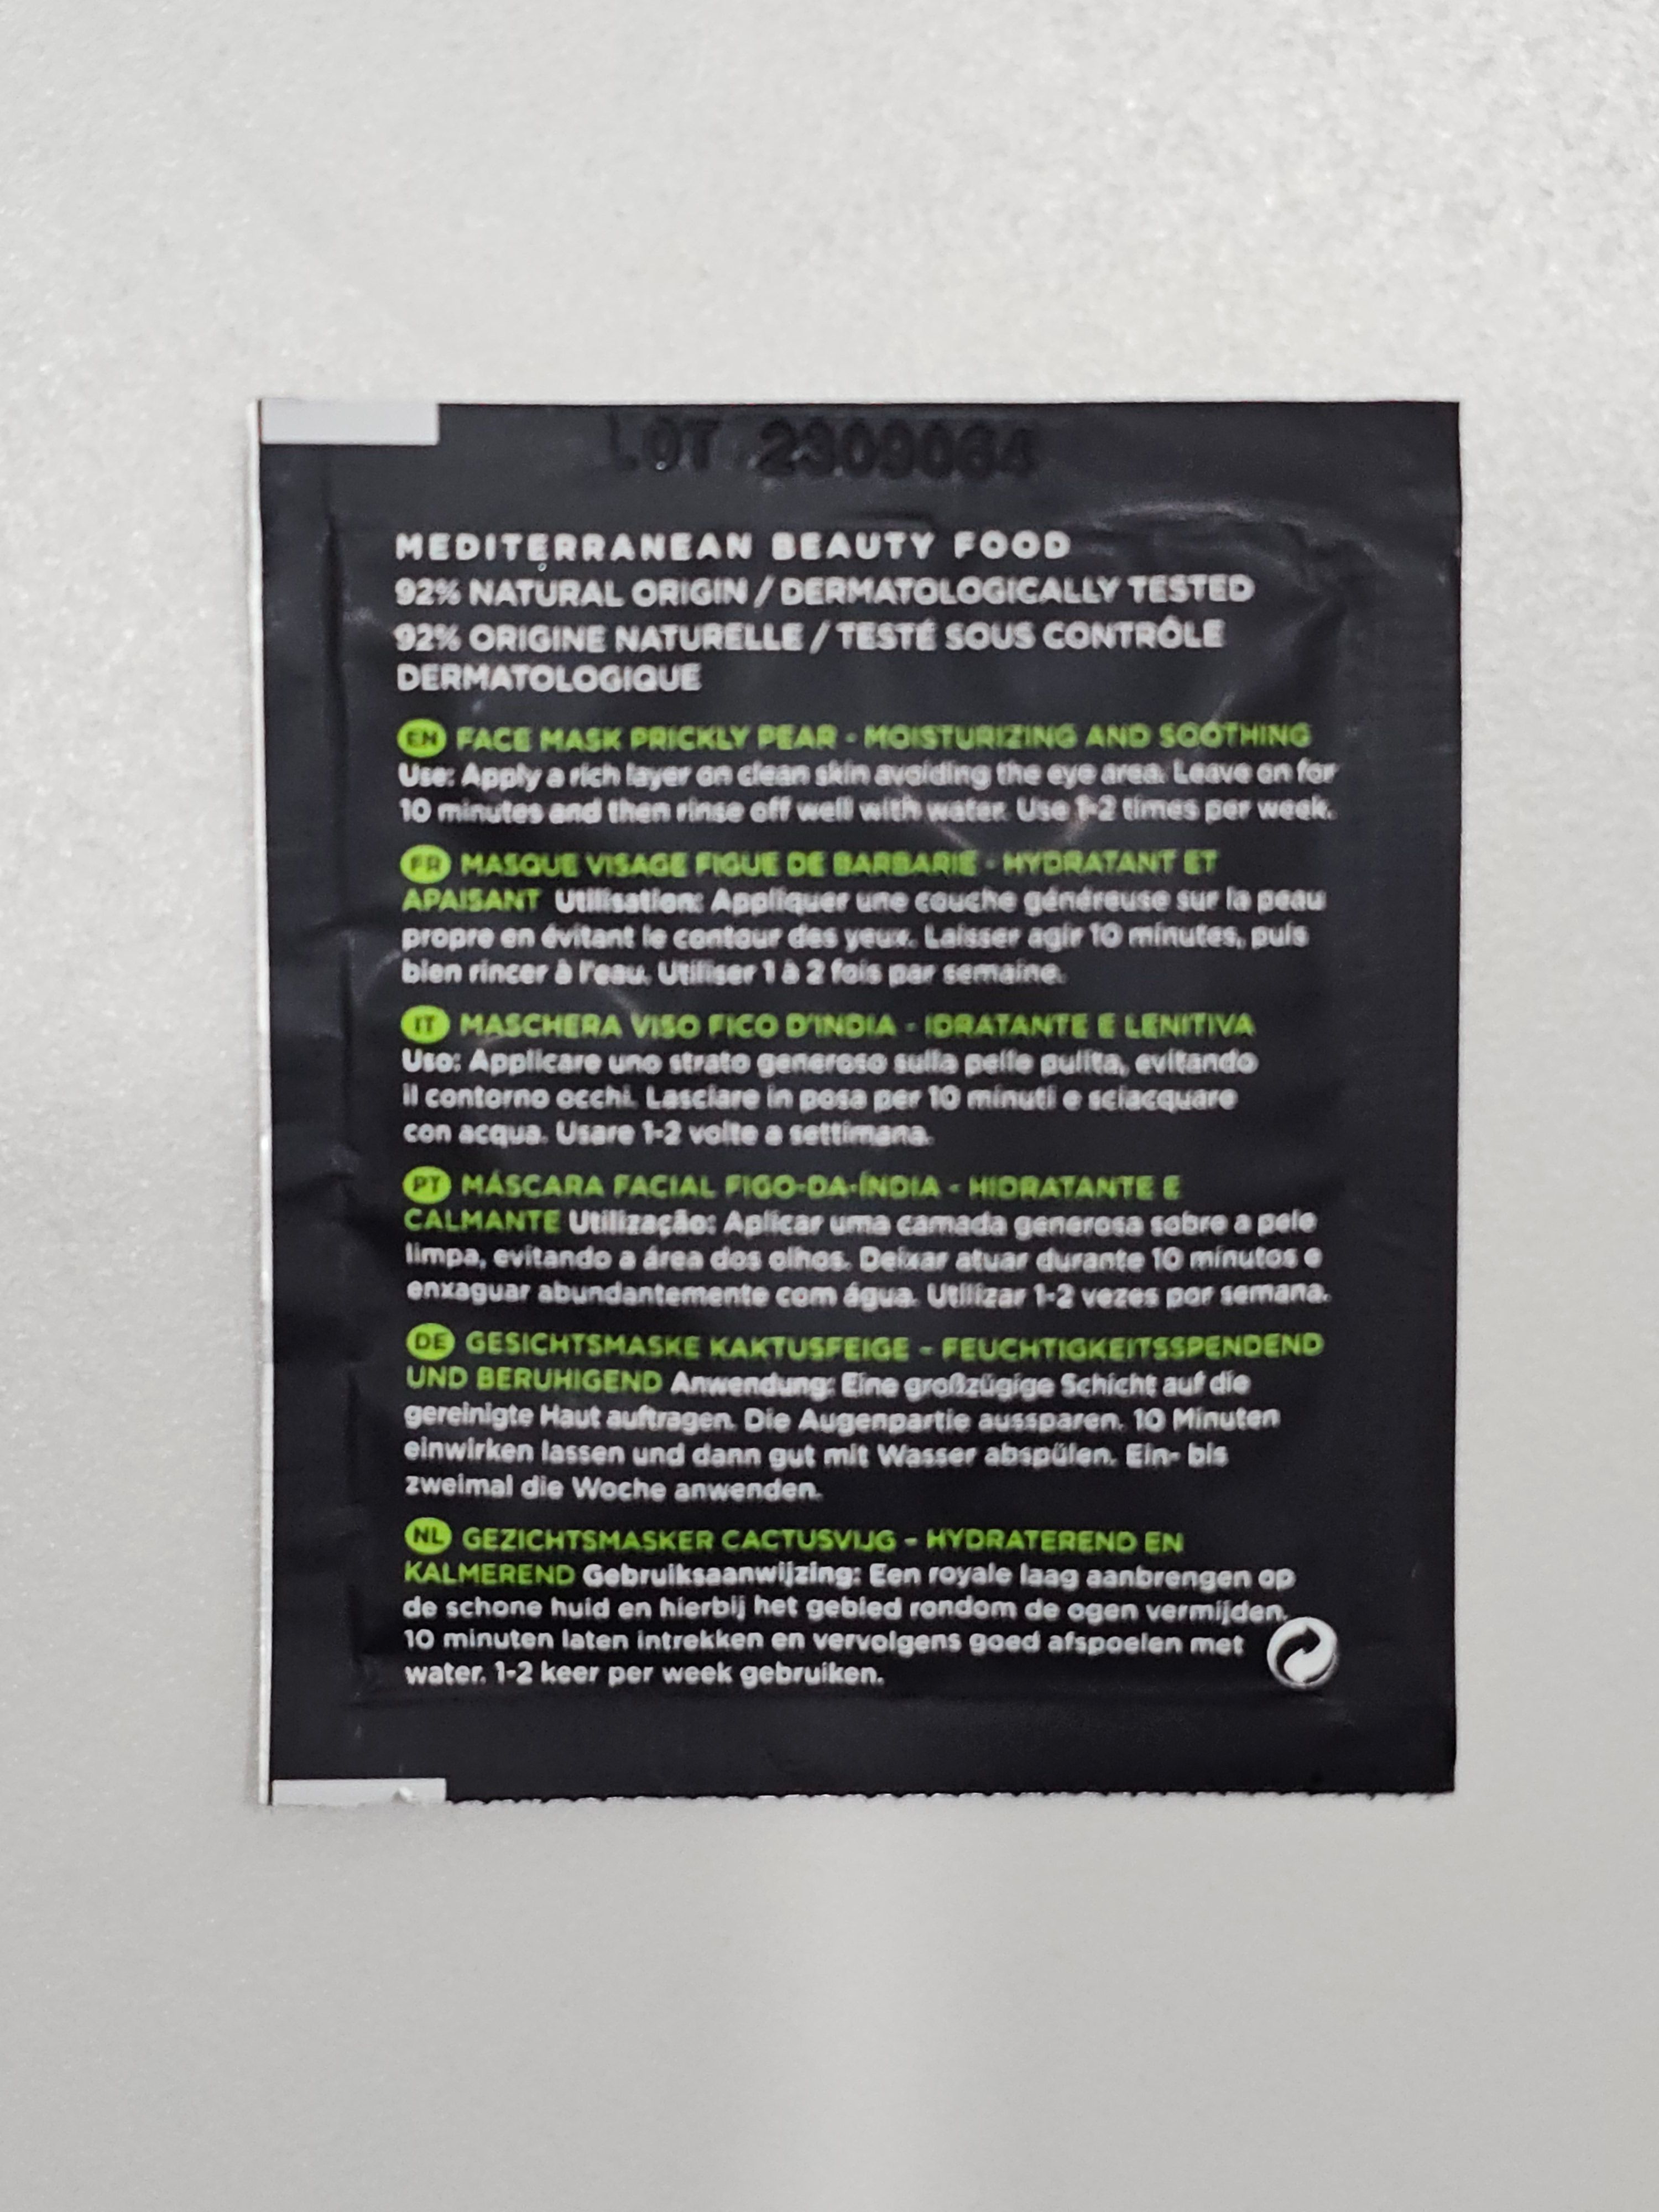 LOT 2309064
MEDITERRANEAN BEAUTY FOOD
92% NATURAL ORIGIN / DERMATOLOGICALLY TESTED
92% ORIGINE NATURELLE / TESTÉ SOUS CONTRÔLE
DERMATOLOGIQUE
EN FACE MASK PRICKLY PEAR - MOISTURIZING AND SOOTHING
Use: Apply a rich layer on clean skin avoiding the eye area. Leave on for
10 minutes and then rinse off well with water. Use 1-2 times per week.
FR MASQUE VISAGE FIGUE DE BARBARIE - HYDRATANT ET
APAISANT Utilisation: Appliquer une couche généreuse sur la peau
propre en évitant le contour des yeux. Laisser agir 10 minutes, puis
bien rincer à l'eau. Utiliser 1 à 2 fois par semaine.
IT MASCHERA VISO FICO D'INDIA - IDRATANTE E LENITIVA
Uso: Applicare uno strato generoso sulla pelle pulita, evitando
il contorno occhi. Lasciare in posa per 10 minuti e sciacquare
con acqua. Usare 1-2 volte a settimana.
PT MÁSCARA FACIAL FIGO-DA-ÍNDIA - HIDRATANTE E
CALMANTE Utilização: Aplicar uma camada generosa sobre a pele
limpa, evitando a área dos olhos. Deixar atuar durante 10 minutos e
enxaguar abundantemente com água. Utilizar 1-2 vezes por semana.
DE GESICHTSMASKE KAKTUSFEIGE - FEUCHTIGKEITSSPENDEND
UND BERUHIGEND Anwendung: Eine großzügige Schicht auf die
gereinigte Haut auftragen. Die Augenpartie aussparen. 10 Minuten
einwirken lassen und dann gut mit Wasser abspülen. Ein- bis
zweimal die Woche anwenden.
NL GEZICHTSMASKER CACTUSVIJG - HYDRATEREND EN
KALMEREND Gebruiksaanwijzing: Een royale laag aanbrengen op
de schone huid en hierbij het gebied rondom de ogen vermijden.
10 minuten laten intrekken en vervolgens goed afspoelen met
water. 1-2 keer per week gebruiken.